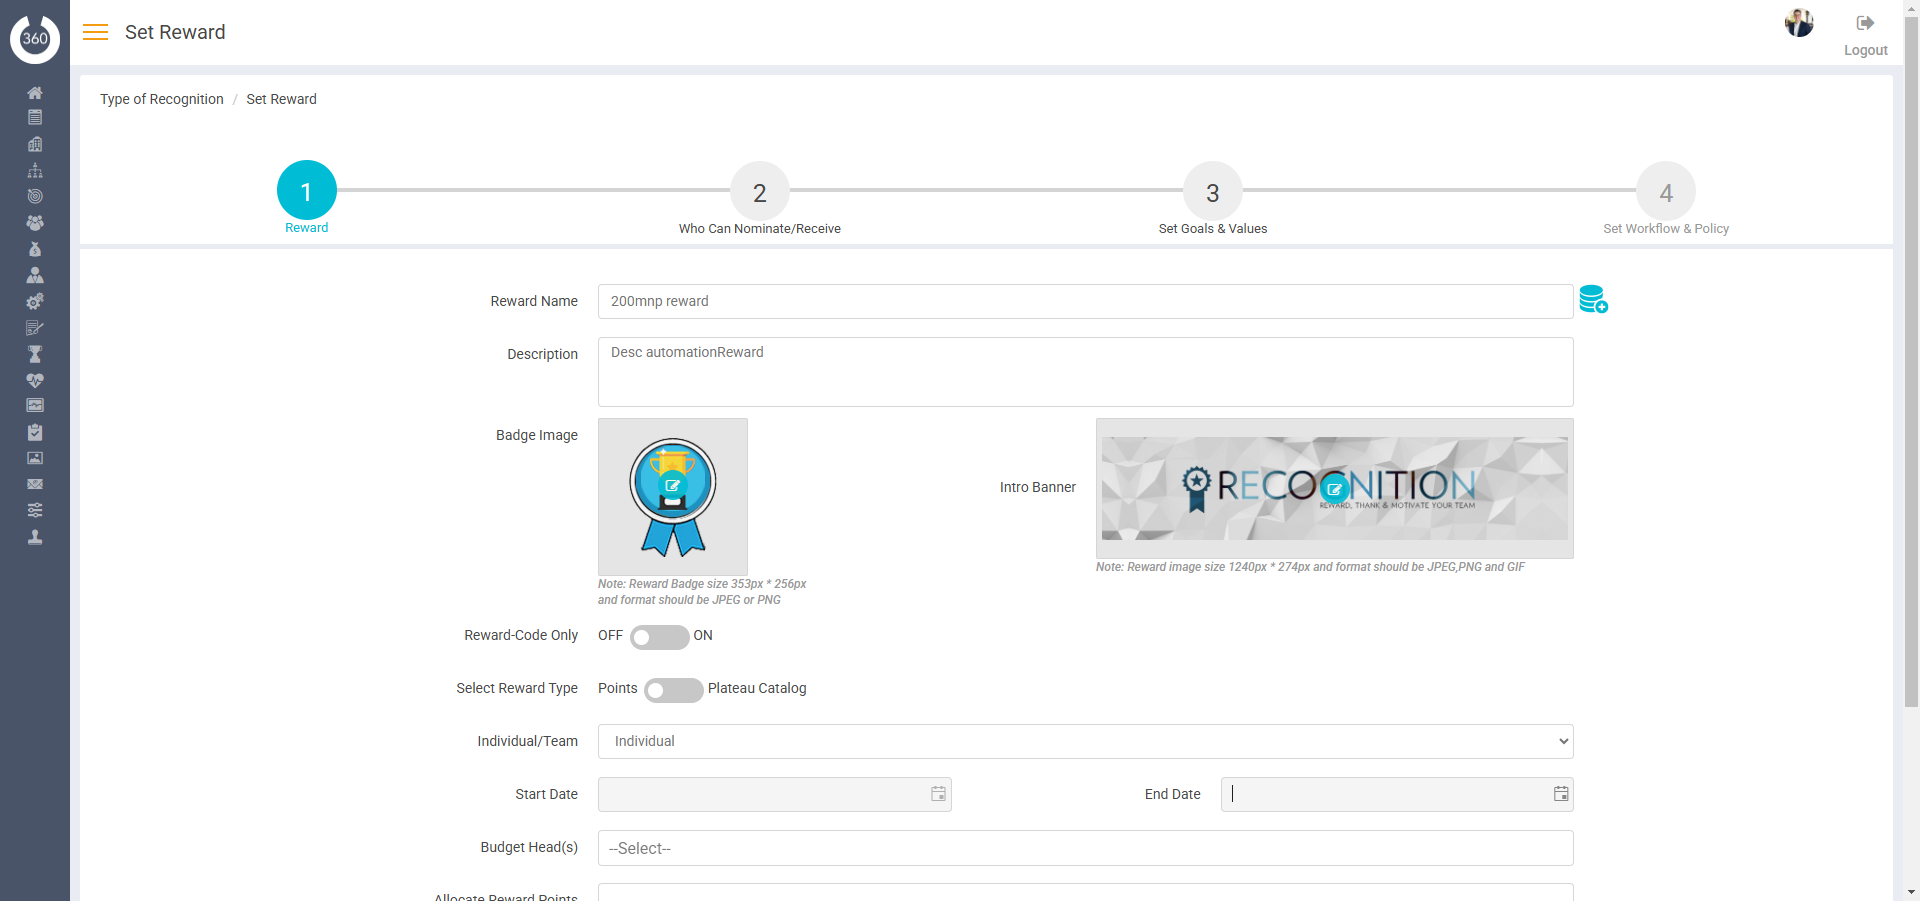 360
Set Reward
Logout
Type of Recognition / Set Reward
1
2
3
4
Reward
Who Can Nominate/Receive
Set Goals & Values
Set Workflow & Policy
Reward Name
200mnp reward
Description
Desc automationReward
Badge Image
Intro Banner
RECOGNITION
REWARD, THANK & MOTIVATE YOUR TEAM
Note: Reward Badge size 353px * 256px
and format should be JPEG or PNG
Note: Reward image size 1240px * 274px and format should be JPEG,PNG and GIF
Reward-Code Only
OFF ON
Select Reward Type
Points Plateau Catalog
Individual/Team
Individual
Start Date
End Date
Budget Head(s)
--Select--
Allocate Reward Points